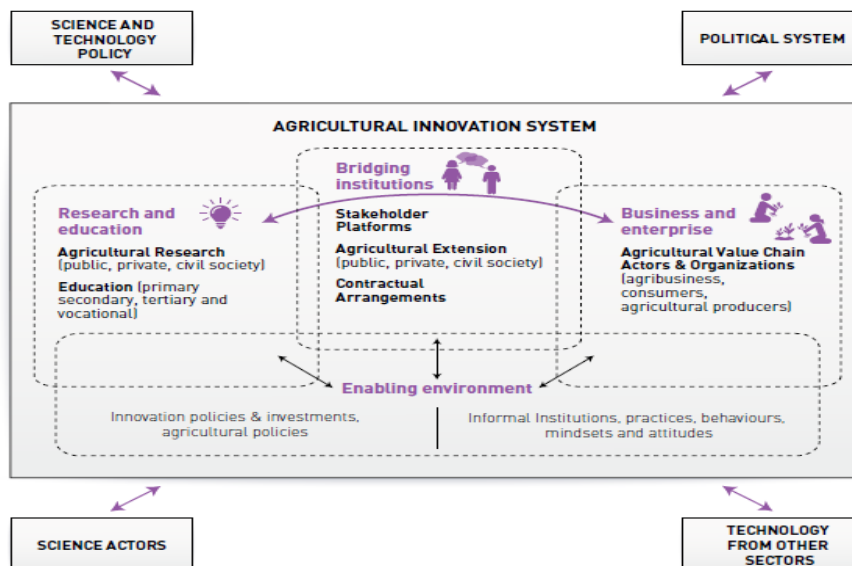 SCIENCE AND
TECHNOLOGY
POLICY
POLITICAL SYSTEM
AGRICULTURAL INNOVATION SYSTEM
Bridging
institutions
Stakeholder
Platforms
Agricultural Extension
(public, private, civil society)
Contractual
Arrangements
Research and
education
Agricultural Research
(public, private, civil society)
Education (primary
secondary, tertiary and
vocational)
Business and
enterprise
Agricultural Value Chain
Actors & Organizations
(agribusiness,
consumers,
agricultural producers)
Enabling environment
Innovation policies & investments,
agricultural policies
Informal Institutions, practices, behaviours,
mindsets and attitudes
SCIENCE ACTORS
TECHNOLOGY
FROM OTHER
SECTORS